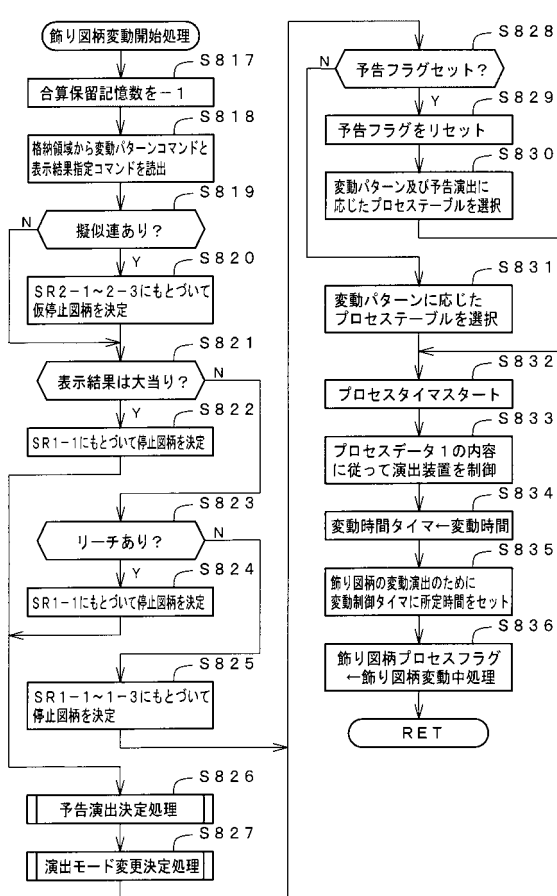 飾り図柄変動開始処理
S817
合算保留記憶数を－1
S818
格納領域から変動パターンコマンドと
表示結果指定コマンドを読出
S819
N
擬似連あり？
Y
S820
SR2-1～2-3にもとづいて
仮停止図柄を決定
S821
表示結果は大当り？
N
Y
S822
SR1-1にもとづいて停止図柄を決定
S823
リーチあり？
N
Y
S824
SR1-1にもとづいて停止図柄を決定
S825
SR1-1～1-3にもとづいて
停止図柄を決定
S826
予告演出決定処理
S827
演出モード変更決定処理
S828
N
予告フラグセット？
Y
S829
予告フラグをリセット
S830
変動パターン及び予告演出に
応じたプロセステーブルを選択
S831
変動パターンに応じた
プロセステーブルを選択
S832
プロセスタイマスタート
S833
プロセスデータ1の内容
に従って演出装置を制御
S834
変動時間タイマ←変動時間
S835
飾り図柄の変動演出のために
変動制御タイマに所定時間をセット
S836
飾り図柄プロセスフラグ
←飾り図柄変動中処理
RET